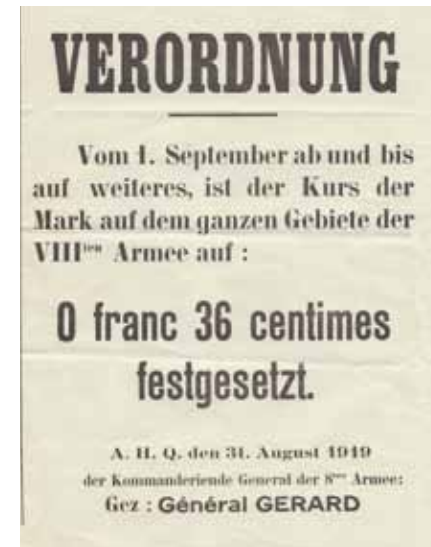 VERORDNUNG
Vom 1. September ab und bis
auf weiteres, ist der Kurs der
Mark auf dem ganzen Gebiete der
VIIIten Armee auf :
0 franc 36 centimes
festgesetzt.
A. H. Q. den 31. August 1919
der Kommanderiende General der 8ten Armee:
Gez : Général GERARD